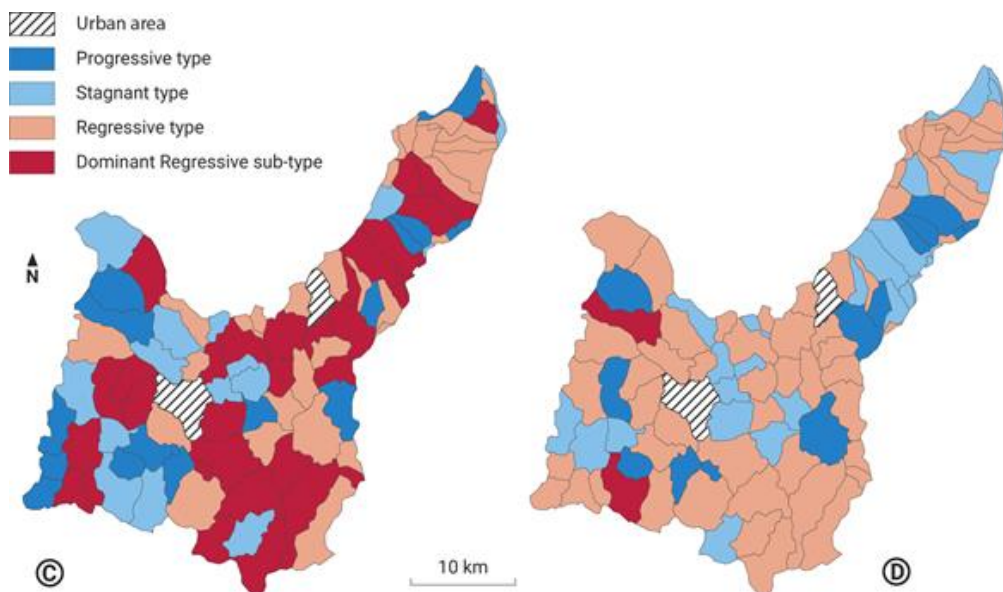 Urban area
Progressive type
Stagnant type
Regressive type
Dominant Regressive sub-type
N
C
10 km
D